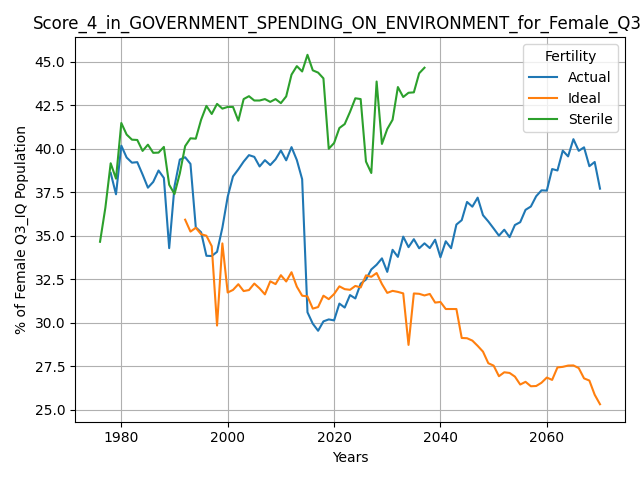 Score_4_in_GOVERNMENT_SPENDING_ON_ENVIRONMENT_for_Female_Q3
Fertility
Actual
Ideal
Sterile
% of Female Q3_IQ Population
45.0
42.5
40.0
37.5
35.0
32.5
30.0
27.5
25.0
1980
2000
2020
2040
2060
Years